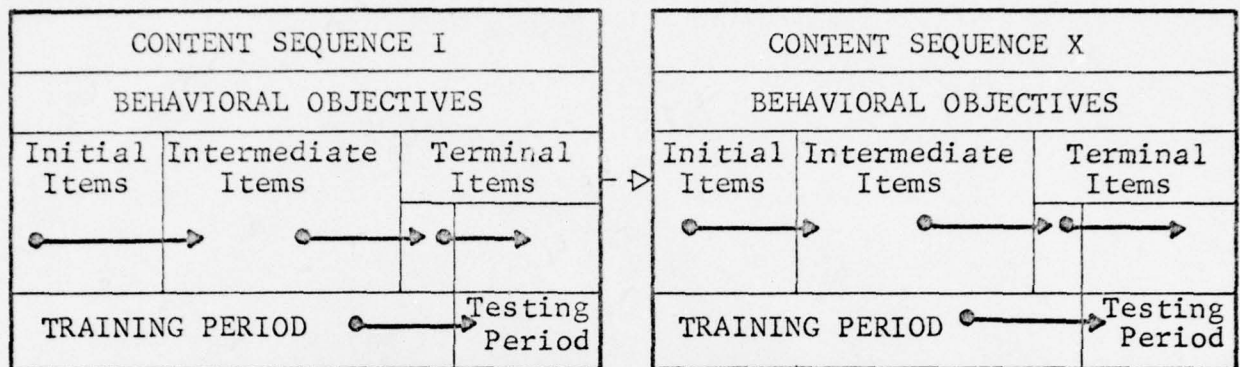 CONTENT SEQUENCE I
BEHAVIORAL OBJECTIVES
Initial Items
Intermediate Items
Terminal Items
TRAINING PERIOD
Testing Period
CONTENT SEQUENCE X
BEHAVIORAL OBJECTIVES
Initial Items
Intermediate Items
Terminal Items
TRAINING PERIOD
Testing Period